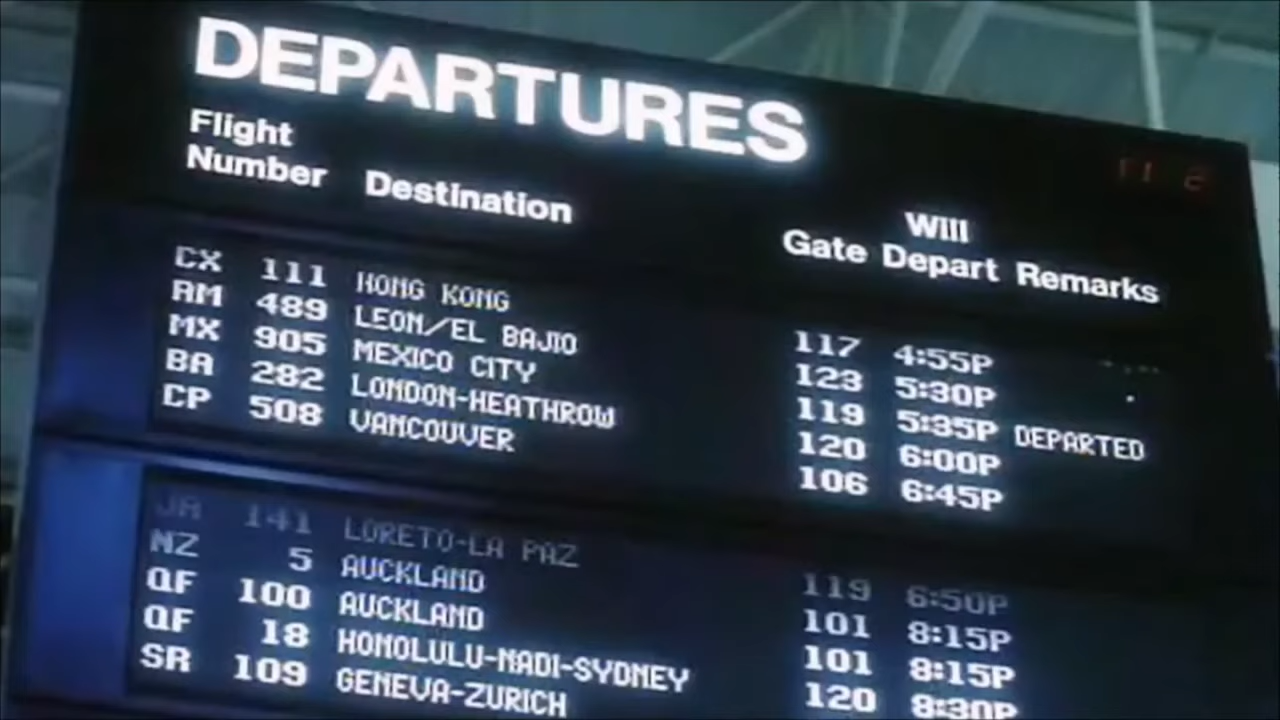 DEPARTURES
Flight Number Destination Gate Will Depart Remarks
CX 111 HONG KONG 117 4:55P
AM 489 LEON/EL BAJIO 123 5:30P
MX 905 MEXICO CITY 119 5:35P DEPARTED
BA 282 LONDON-HEATHROW 120 6:00P
CP 508 VANCOUVER 106 6:45P
141 LORETO-LA PAZ 119 6:50P
NZ 5 AUCKLAND 101 8:15P
QF 100 AUCKLAND 101 8:15P
QF 18 HONOLULU-NADI-SYDNEY 120 8:30P
SR 109 GENEVA-ZURICH